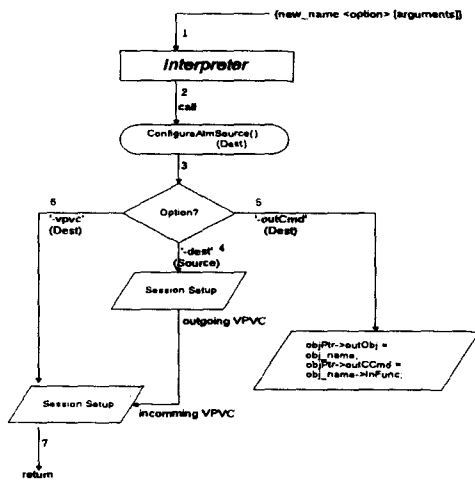 {new_name <option> [arguments]}
1
Interpreter
2
call
ConfigureAtmSource()
(Dest)
3
6
'-vpvc'
(Dest)
Option?
5
'-outCmd'
(Dest)
'-dest' 4
(Source)
Session Setup
outgoing VPVC
objPtr->outObj =
obj_name;
objPtr->outCCmd =
obj_name->InFunc;
Session Setup
incomming VPVC
7
return